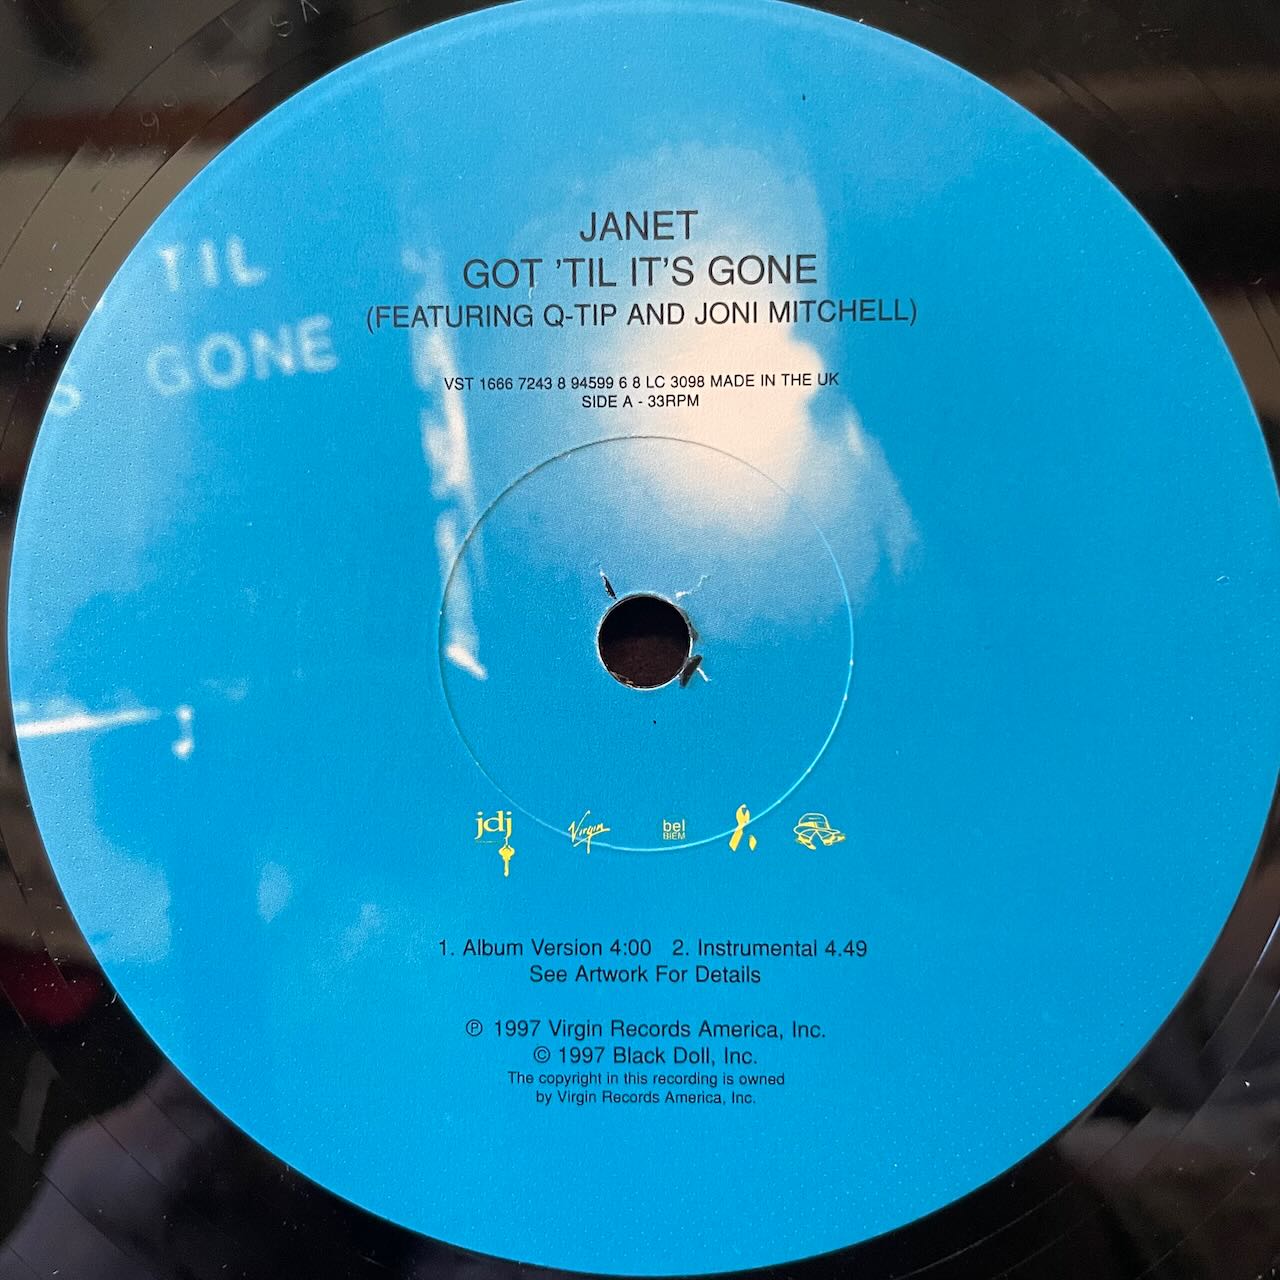 JANET
GOT 'TIL IT'S GONE
(FEATURING Q-TIP AND JONI MITCHELL)
TIL
S GONE
VST 1666 7243 8 94599 6 8 LC 3098 MADE IN THE UK
SIDE A - 33RPM
jdj Virgin bel
BIEM
1. Album Version 4:00 2. Instrumental 4.49
See Artwork For Details
℗ 1997 Virgin Records America, Inc.
© 1997 Black Doll, Inc.
The copyright in this recording is owned
by Virgin Records America, Inc.